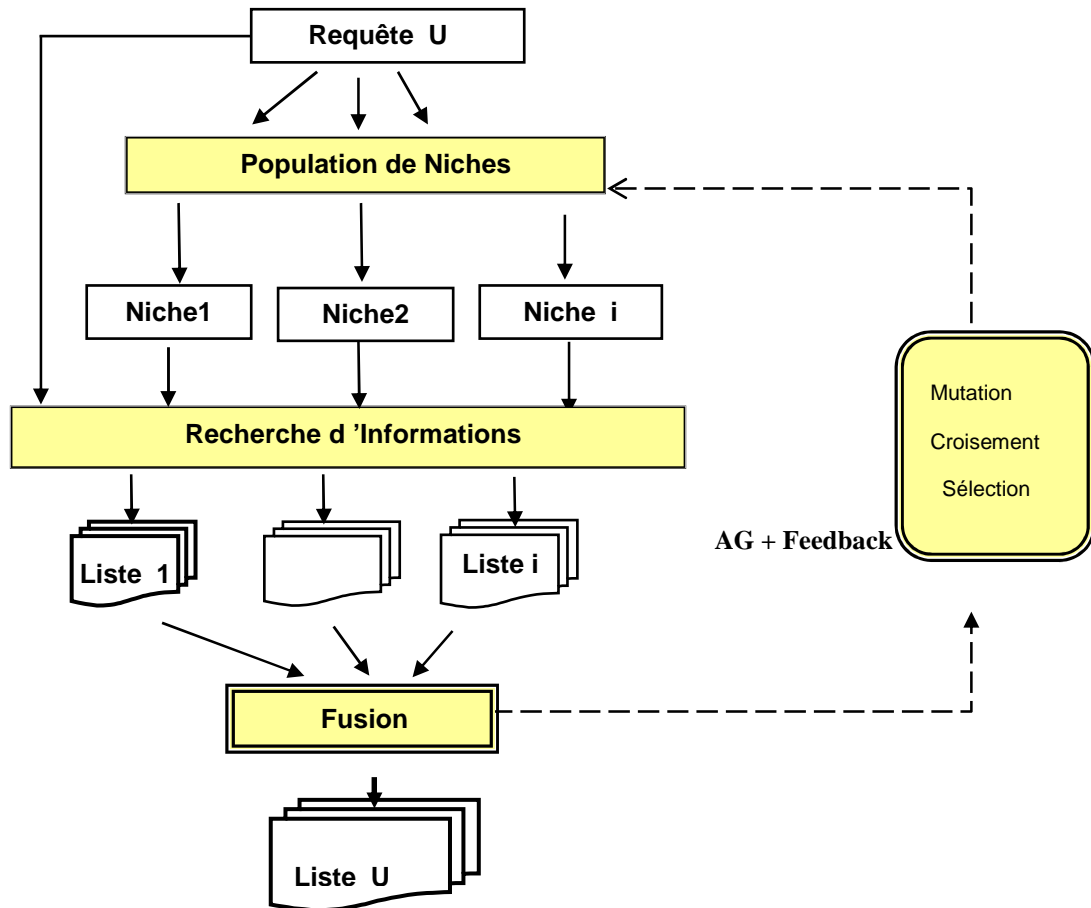 Requête U
Population de Niches
Niche1
Niche2
Niche i
Recherche d ’Informations
Liste 1
Liste i
Fusion
Liste U
Mutation
Croisement
Sélection
AG + Feedback